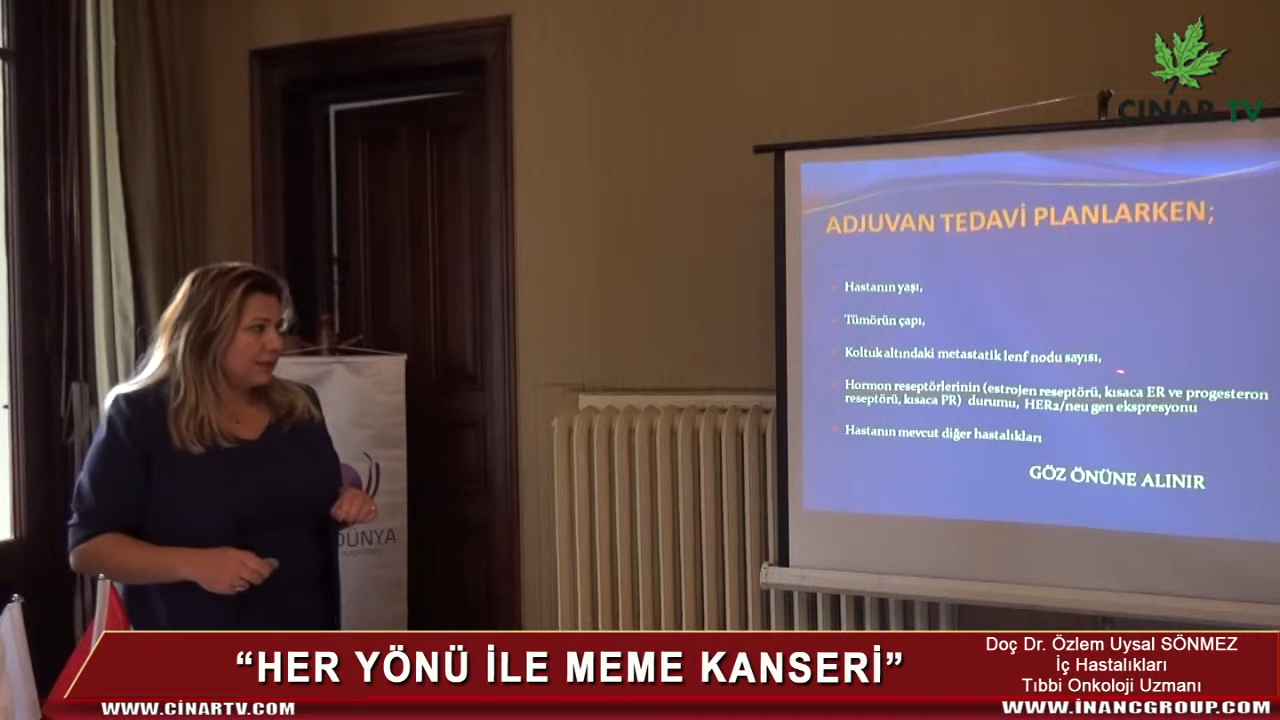 ÇINAR TV
ADJUVAN TEDAVİ PLANLARKEN;
Hastanın yaşı,
Tümörün çapı,
Koltuk altındaki metastatik lenf nodu sayısı,
Hormon reseptörlerinin (estrojen reseptörü, kısaca ER ve progesteron
reseptörü, kısaca PR) durumu, HER2/neu gen ekspresyonu
Hastanın mevcut diğer hastalıkları
GÖZ ÖNÜNE ALINIR
DÜNYA
“HER YÖNÜ İLE MEME KANSERİ”
Doç Dr. Özlem Uysal SÖNMEZ
İç Hastalıkları
Tıbbi Onkoloji Uzmanı
WWW.CİNARTV.COM
WWW.İNANCGROUP.COM